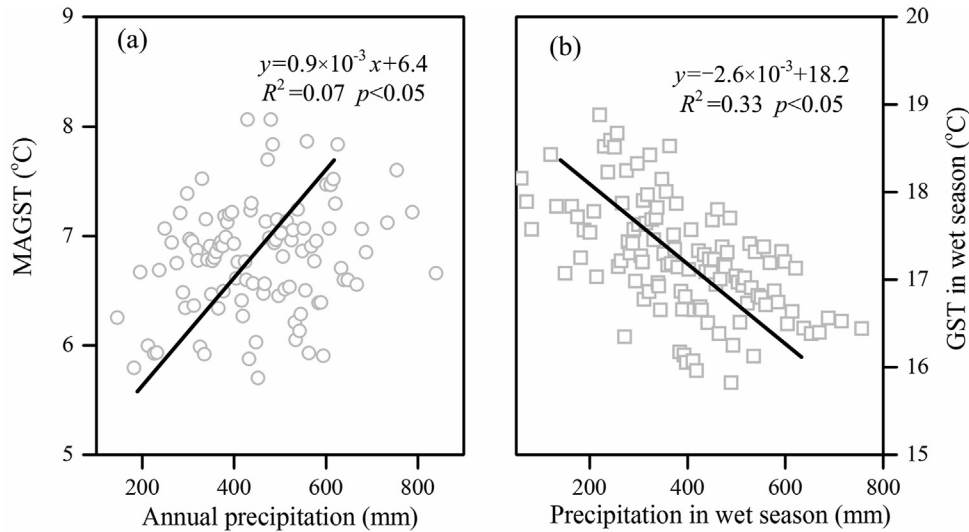 (a)
y=0.9×10⁻³ x+6.4
R²=0.07 p<0.05
MAGST (°C)
9
8
7
6
5
200 400 600 800
Annual precipitation (mm)
(b)
y=−2.6×10⁻³+18.2
R²=0.33 p<0.05
GST in wet season (°C)
20
19
18
17
16
15
200 400 600 800
Precipitation in wet season (mm)